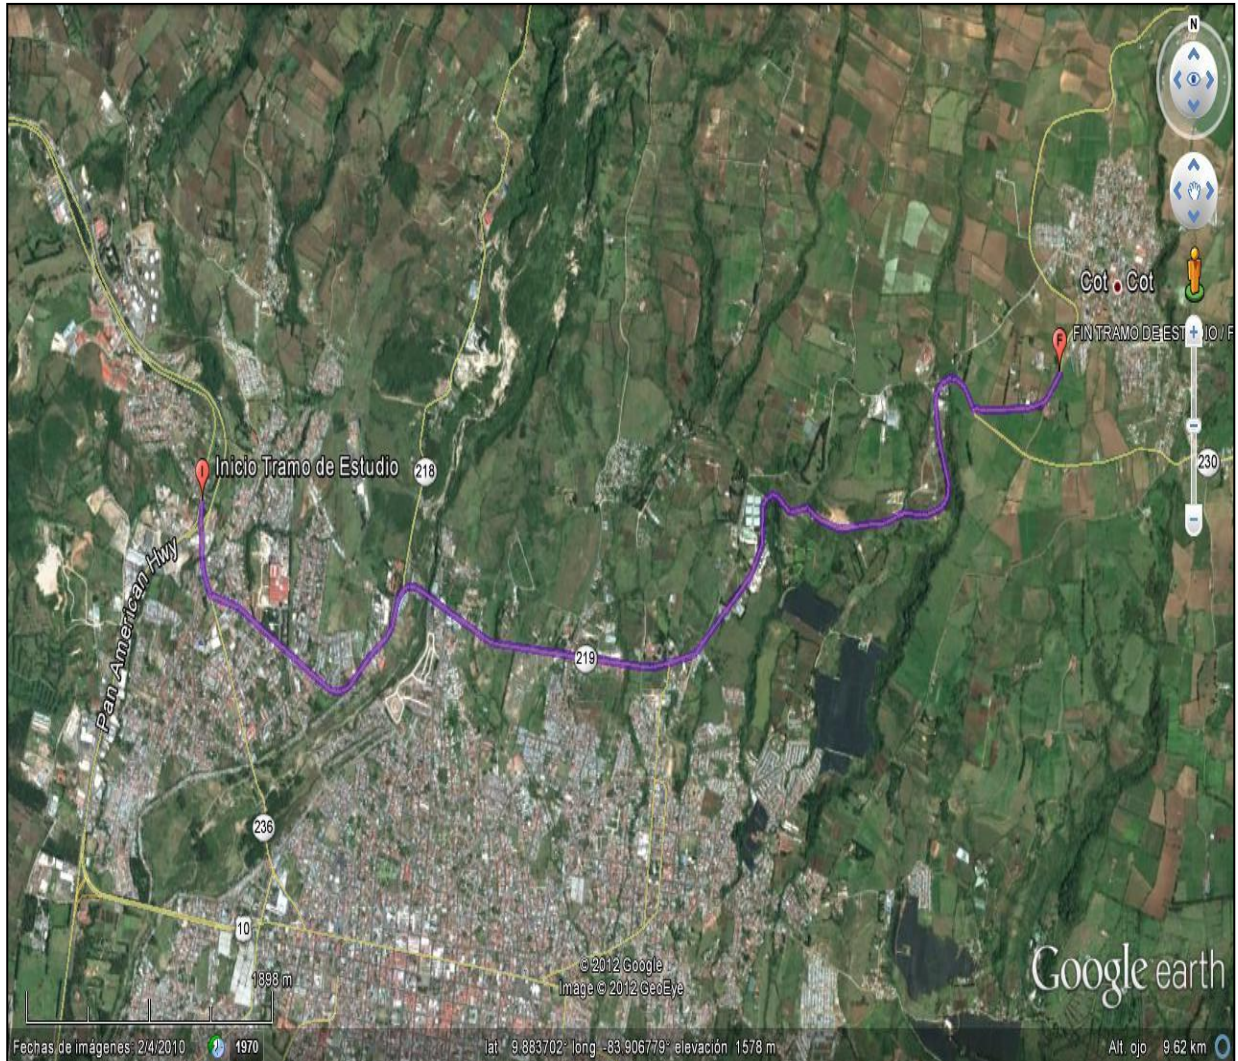 N
Cot Cot
FIN TRAMO DE ESTUDIO / F
F
I
Inicio Tramo de Estudio
218
230
Pan American Hwy
219
236
10
© 2012 Google
Image © 2012 GeoEye
Google earth
1898 m
Fechas de imágenes: 2/4/2010 1970 lat 9.883702° long -83.906779° elevación 1578 m Alt. ojo 9.62 km